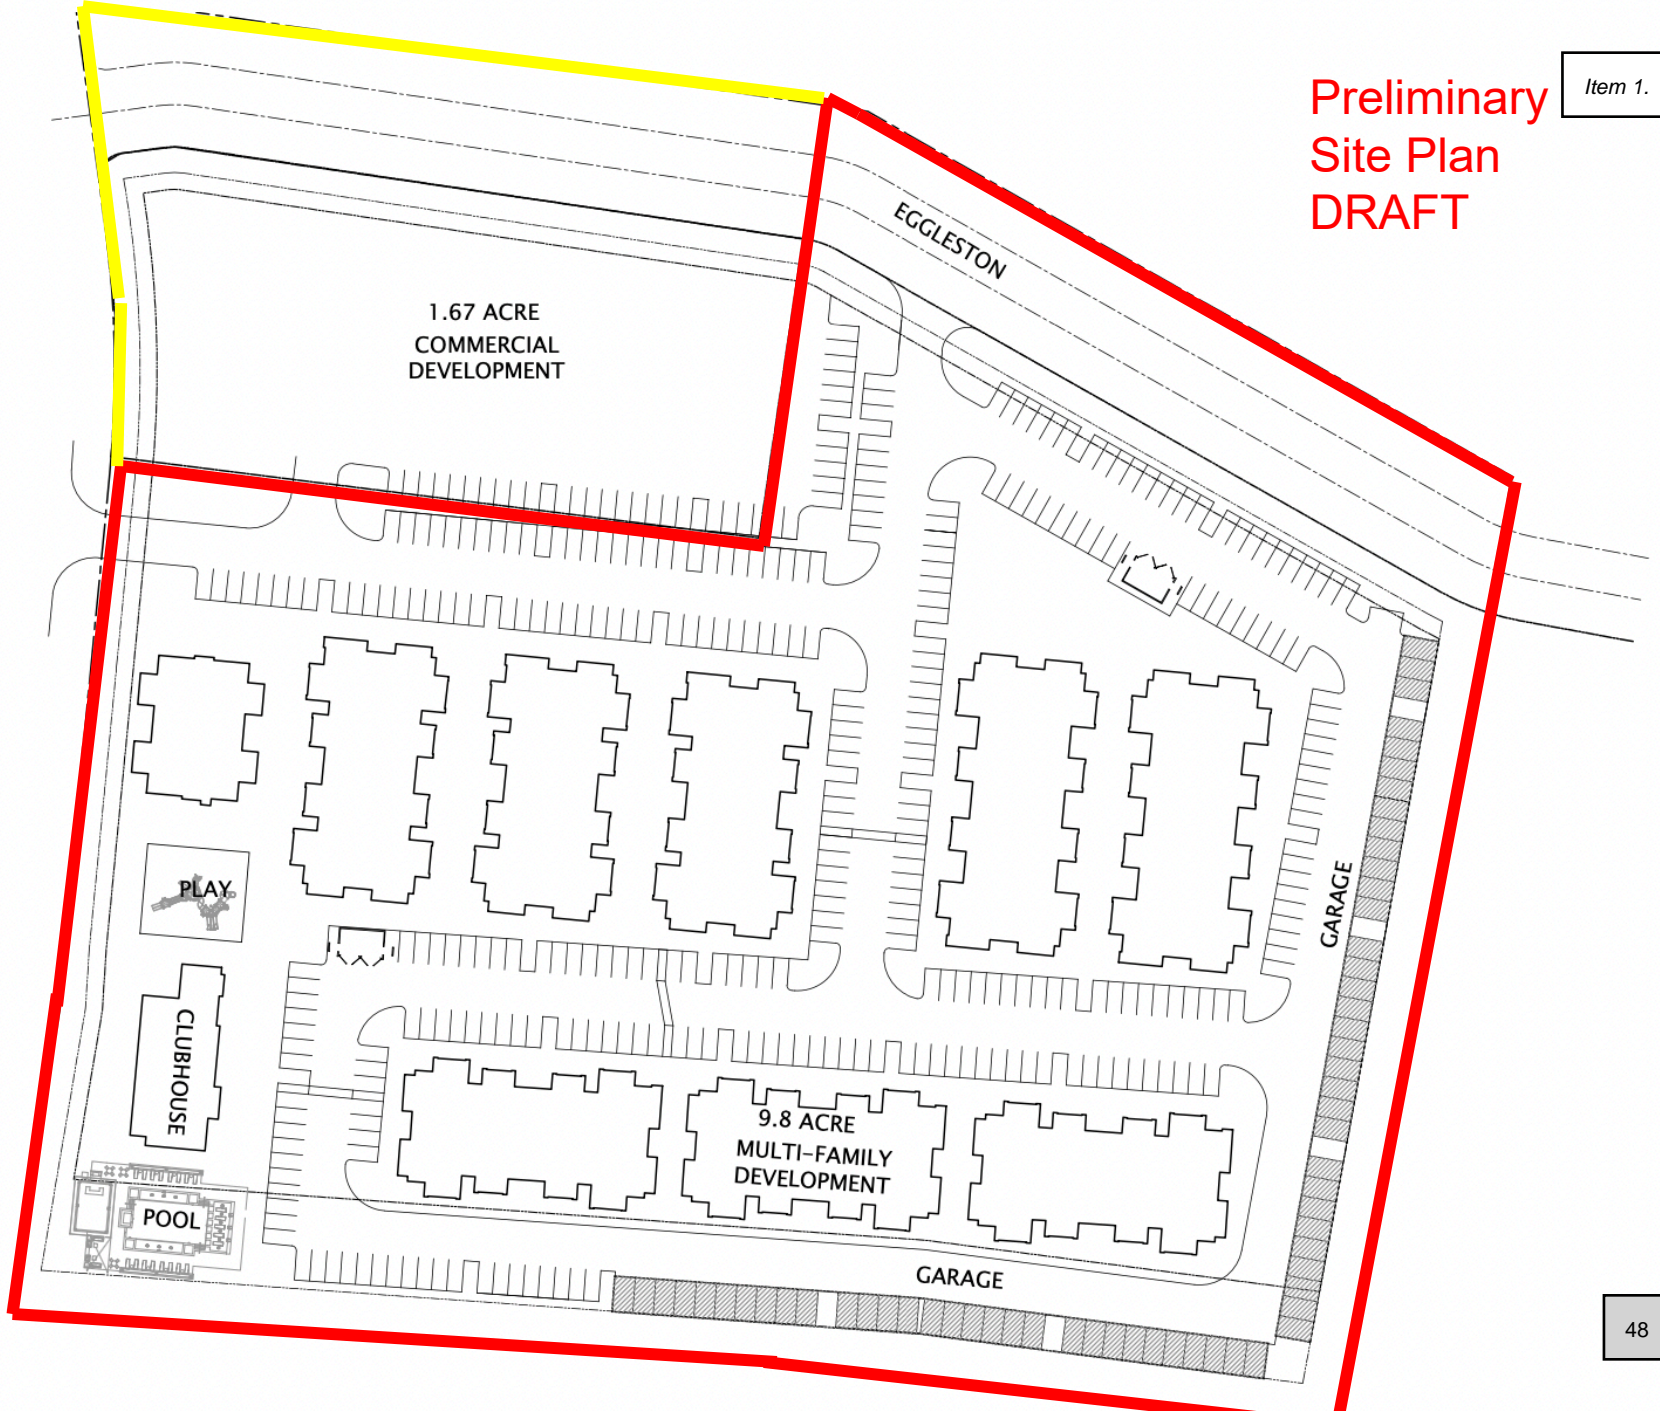 Preliminary
Site Plan
DRAFT
Item 1.
EGGLESTON
1.67 ACRE
COMMERCIAL
DEVELOPMENT
PLAY
GARAGE
CLUBHOUSE
9.8 ACRE
MULTI-FAMILY
DEVELOPMENT
POOL
GARAGE
48